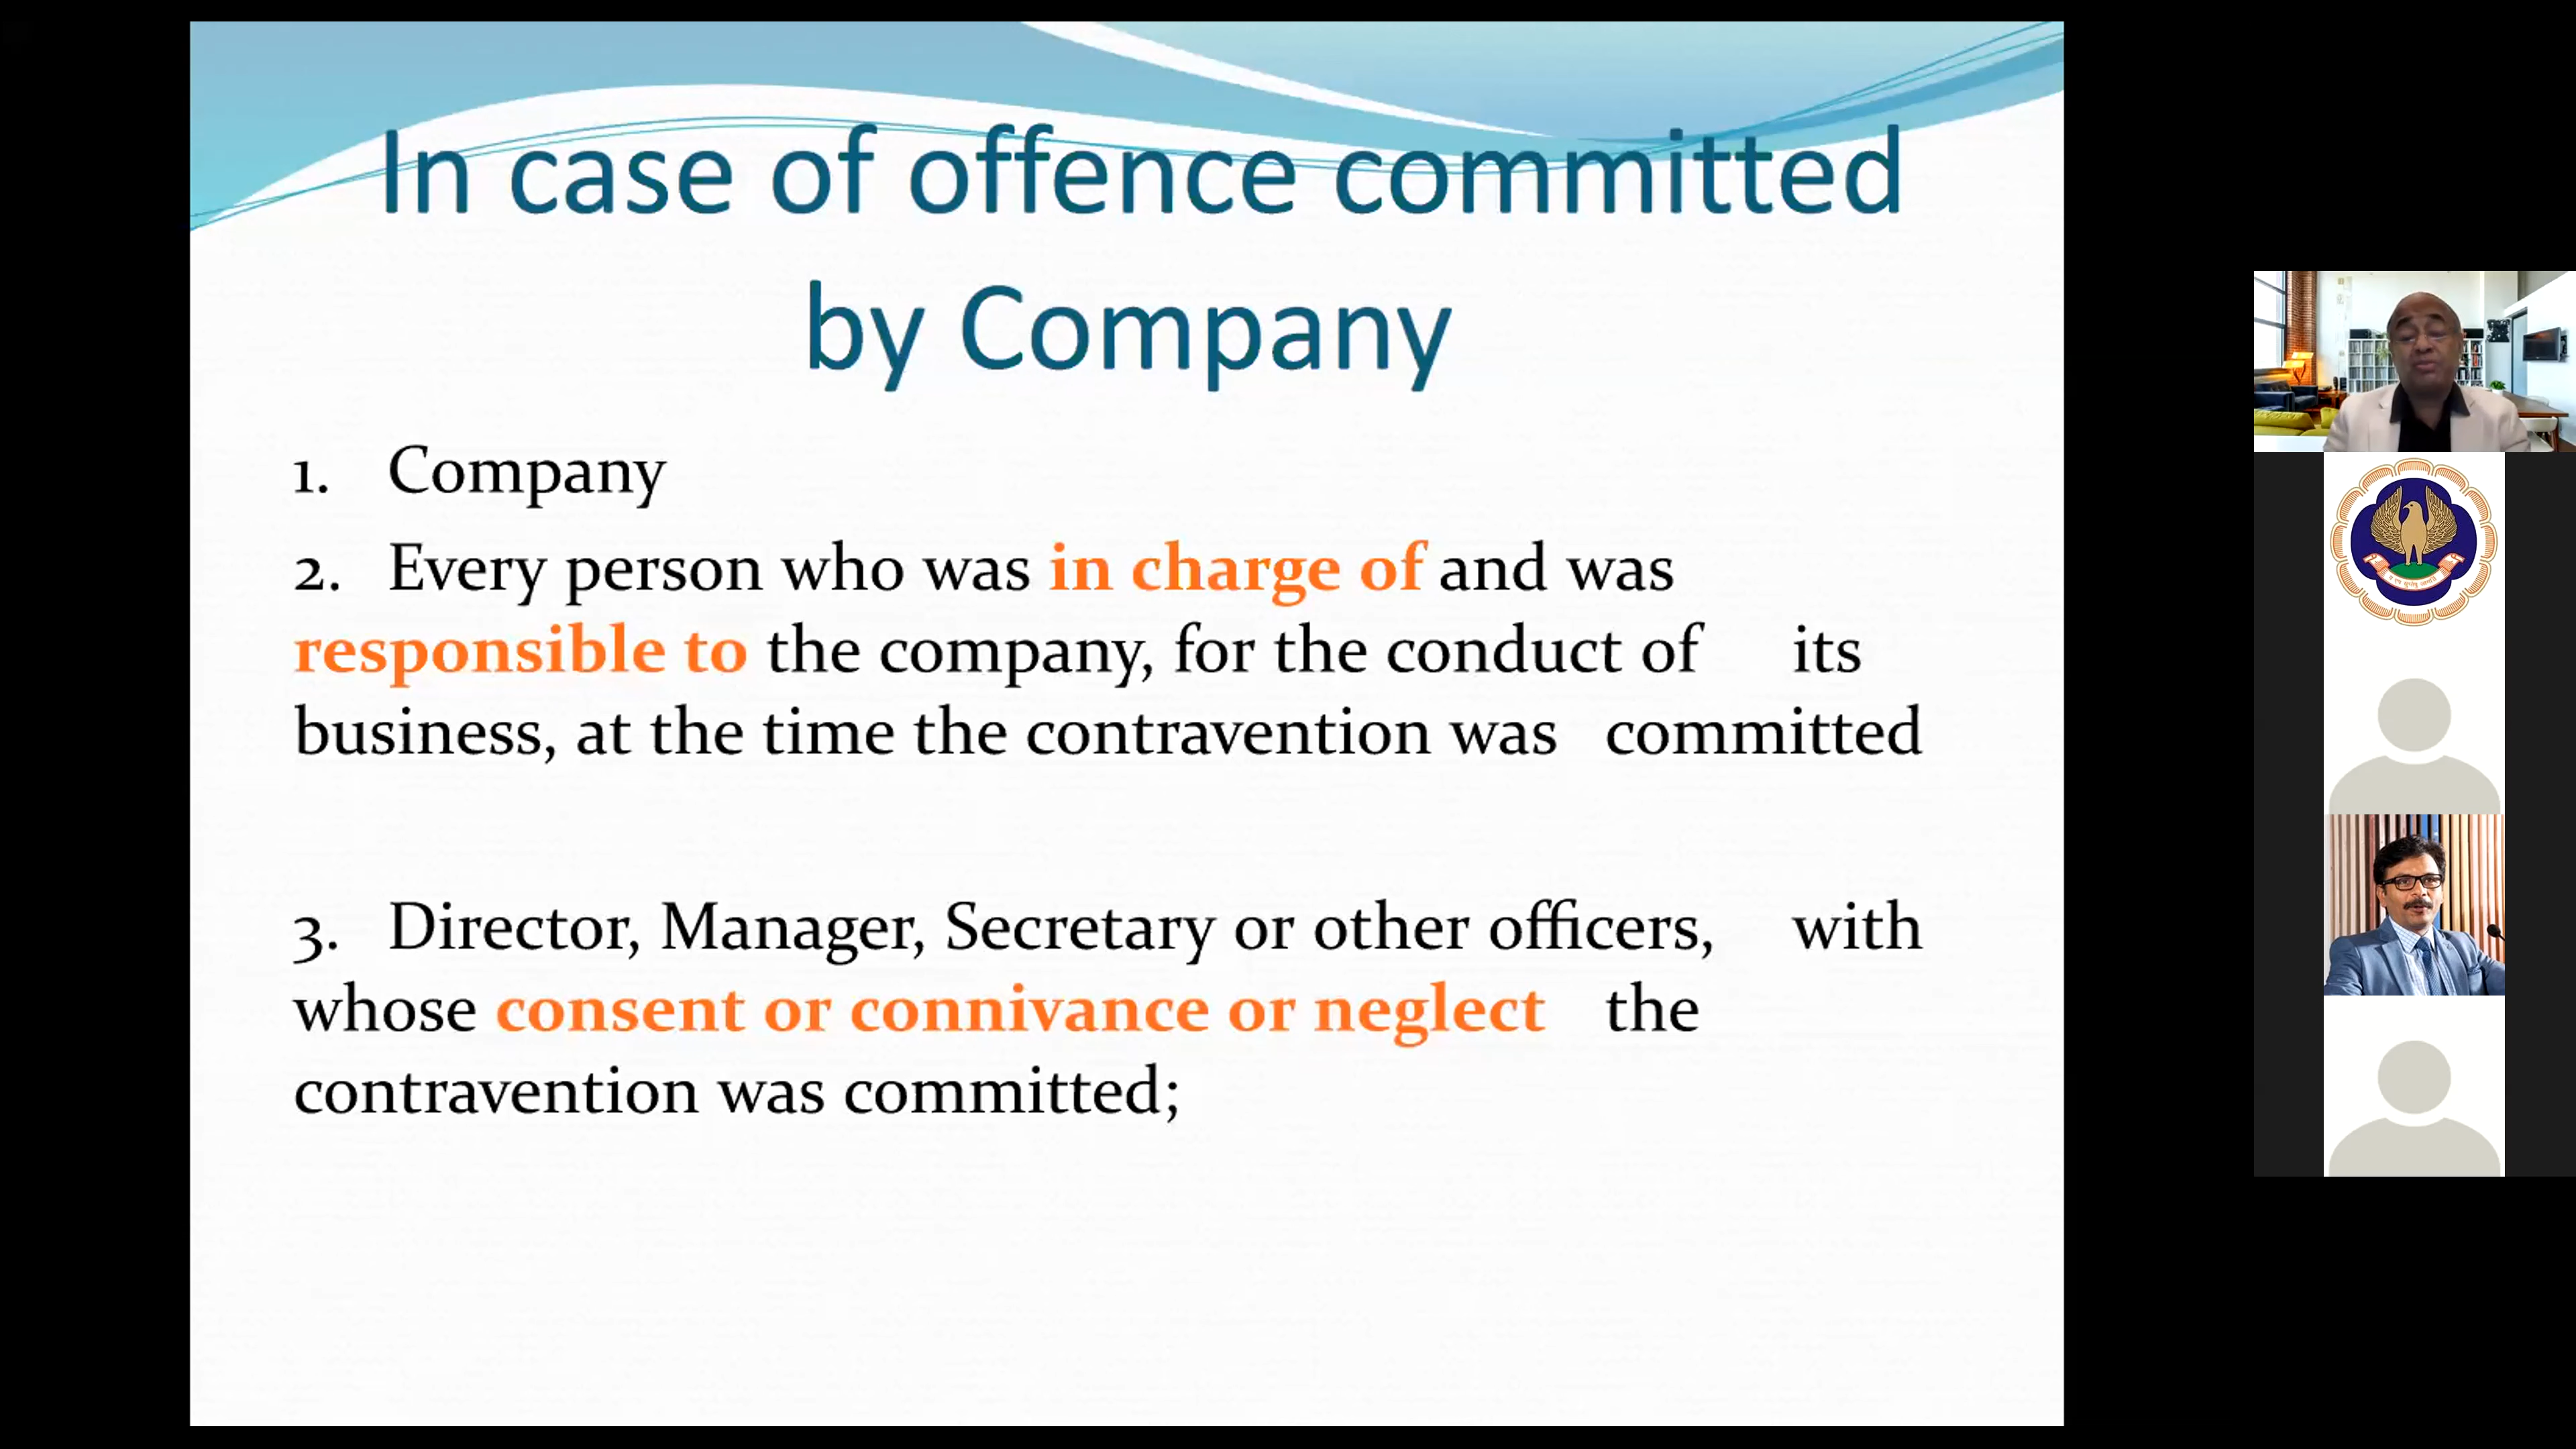 In case of offence committed
by Company
1. Company
2. Every person who was in charge of and was
responsible to the company, for the conduct of its
business, at the time the contravention was committed
3. Director, Manager, Secretary or other officers, with
whose consent or connivance or neglect the
contravention was committed;